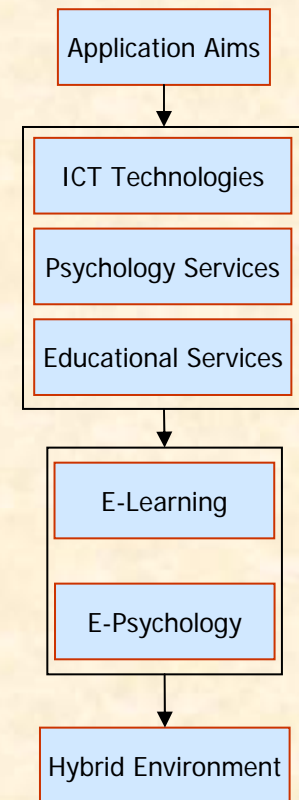 Application Aims
ICT Technologies
Psychology Services
Educational Services
E-Learning
E-Psychology
Hybrid Environment